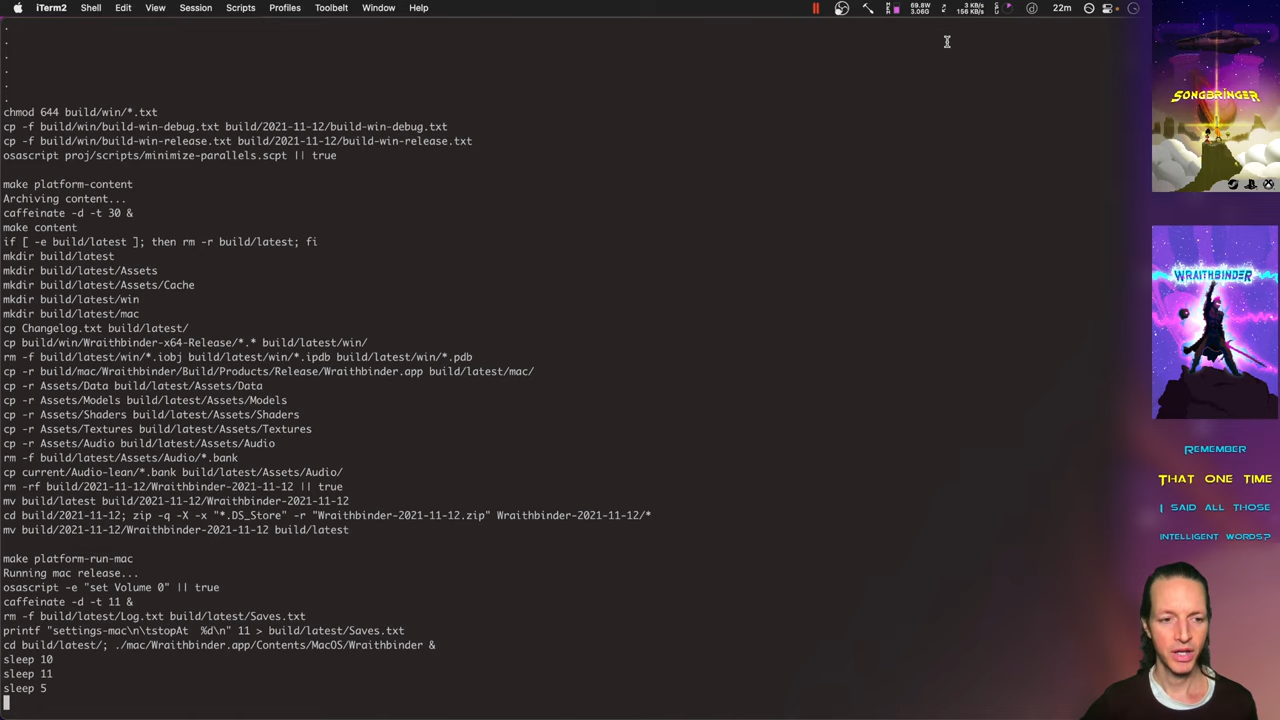 iTerm2 Shell Edit View Session Scripts Profiles Toolbelt Window Help
69.6W 3.06G 3 KB/s 156 KB/s 22m
.
.
.
.
.
.
chmod 644 build/win/*.txt
cp -f build/win/build-win-debug.txt build/2021-11-12/build-win-debug.txt
cp -f build/win/build-win-release.txt build/2021-11-12/build-win-release.txt
osascript proj/scripts/minimize-parallels.scpt || true
make platform-content
Archiving content...
caffeinate -d -t 30 &
make content
if [ -e build/latest ]; then rm -r build/latest; fi
mkdir build/latest
mkdir build/latest/Assets
mkdir build/latest/Assets/Cache
mkdir build/latest/win
mkdir build/latest/mac
cp Changelog.txt build/latest/
cp build/win/Wraithbinder-x64-Release/*.* build/latest/win/
rm -f build/latest/win/*.iobj build/latest/win/*.ipdb build/latest/win/*.pdb
cp -r build/mac/Wraithbinder/Build/Products/Release/Wraithbinder.app build/latest/mac/
cp -r Assets/Data build/latest/Assets/Data
cp -r Assets/Models build/latest/Assets/Models
cp -r Assets/Shaders build/latest/Assets/Shaders
cp -r Assets/Textures build/latest/Assets/Textures
cp -r Assets/Audio build/latest/Assets/Audio
rm -f build/latest/Assets/Audio/*.bank
cp current/Audio-lean/*.bank build/latest/Assets/Audio/
rm -rf build/2021-11-12/Wraithbinder-2021-11-12 || true
mv build/latest build/2021-11-12/Wraithbinder-2021-11-12
cd build/2021-11-12; zip -q -X -x "*.DS_Store" -r "Wraithbinder-2021-11-12.zip" Wraithbinder-2021-11-12/*
mv build/2021-11-12/Wraithbinder-2021-11-12 build/latest
make platform-run-mac
Running mac release...
osascript -e "set Volume 0" || true
caffeinate -d -t 11 &
rm -f build/latest/Log.txt build/latest/Saves.txt
printf "settings-mac\n\tstopAt  %d\n" 11 > build/latest/Saves.txt
cd build/latest/; ./mac/Wraithbinder.app/Contents/MacOS/Wraithbinder &
sleep 10
sleep 11
sleep 5
SONGBRINGER
WRAITHBINDER
REMEMBER
THAT ONE TIME
I SAID ALL THOSE
INTELLIGENT WORDS?